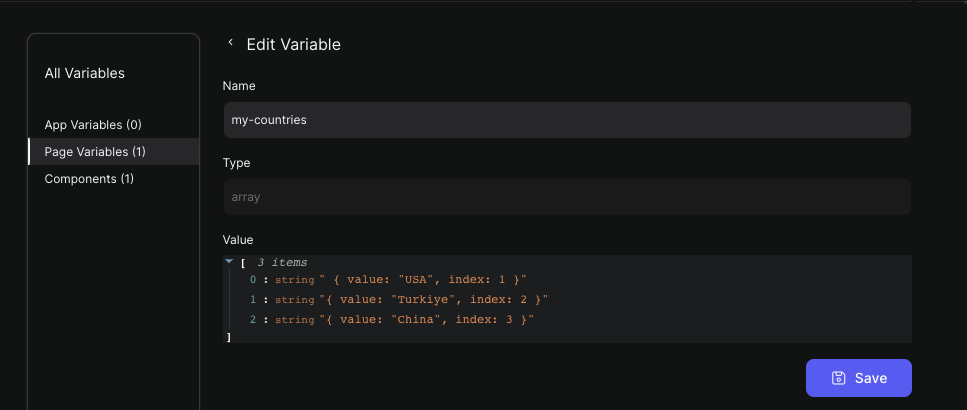 All Variables
App Variables (0)
Page Variables (1)
Components (1)
Edit Variable
Name
my-countries
Type
array
Value
[ 3 items
0 : string " { value: "USA", index: 1 }"
1 : string "{ value: "Turkiye", index: 2 }"
2 : string "{ value: "China", index: 3 }"
]
Save